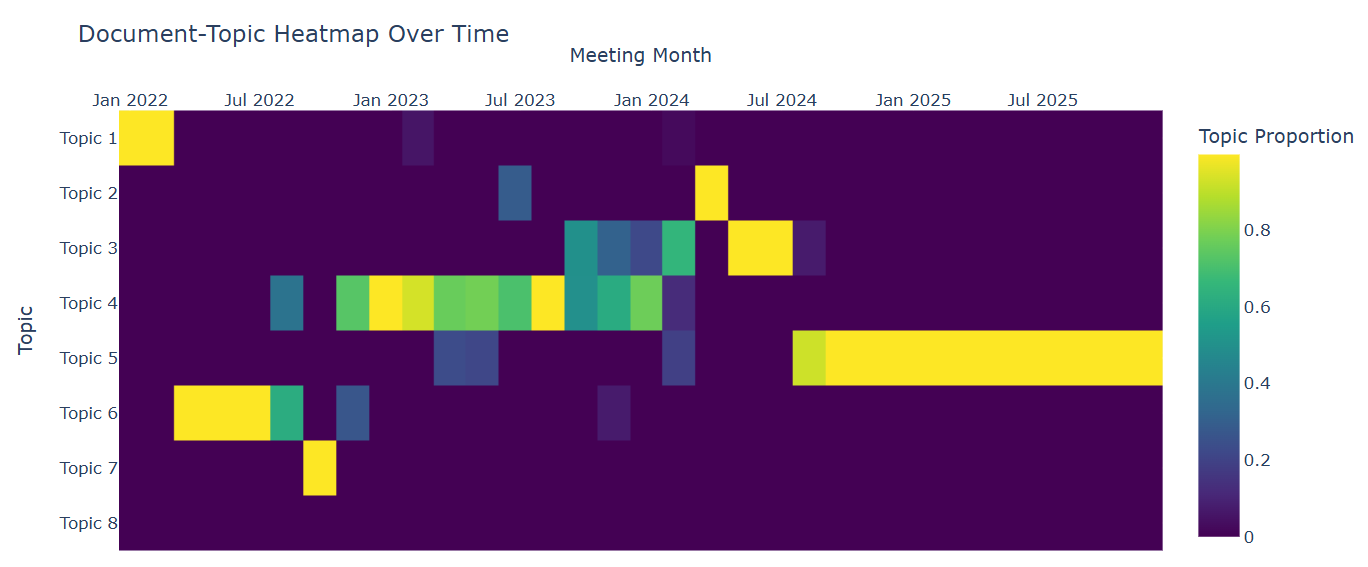 Document-Topic Heatmap Over Time
Meeting Month
Jan 2022 Jul 2022 Jan 2023 Jul 2023 Jan 2024 Jul 2024 Jan 2025 Jul 2025
Topic
Topic 1
Topic 2
Topic 3
Topic 4
Topic 5
Topic 6
Topic 7
Topic 8
Topic Proportion
0.8
0.6
0.4
0.2
0